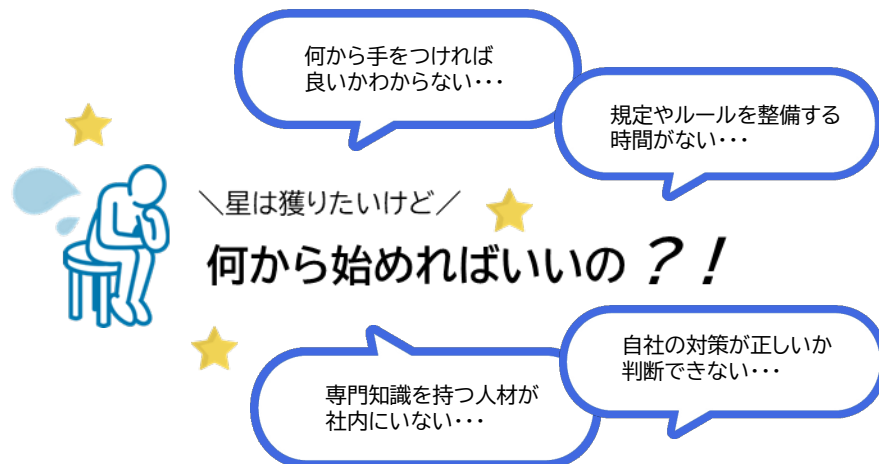 何から手をつければ
良いかわからない･･･
規定やルールを整備する
時間がない･･･
＼星は獲りたいけど／
何から始めればいいの？！
自社の対策が正しいか
判断できない･･･
専門知識を持つ人材が
社内にいない･･･